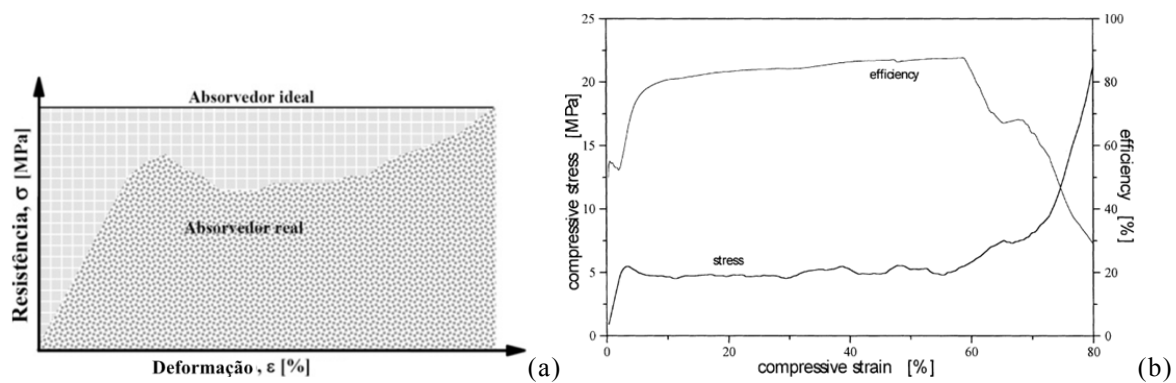 Absorvedor ideal
Absorvedor real
Resistência, σ [MPa]
Deformação, ε [%]
(a)
25
20
15
10
5
0
compressive stress [MPa]
efficiency
stress
100
80
60
40
20
0
efficiency [%]
0
20
40
60
80
compressive strain [%]
(b)